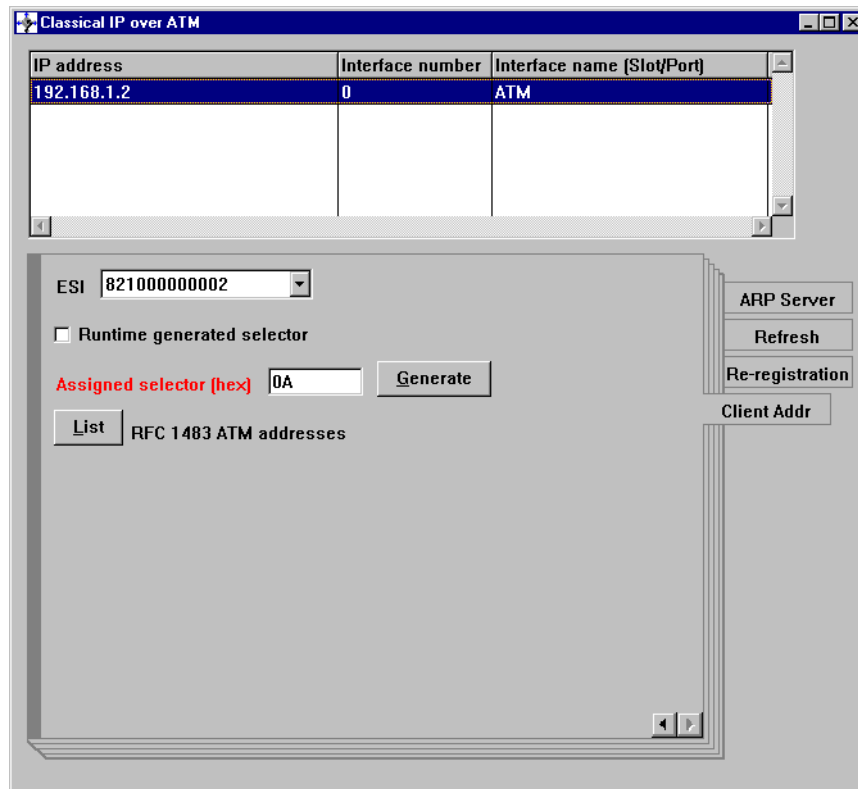 Classical IP over ATM
IP address Interface number Interface name (Slot/Port)
192.168.1.2 0 ATM
ESI 821000000002
Runtime generated selector
Assigned selector (hex) 0A Generate
List RFC 1483 ATM addresses
ARP Server
Refresh
Re-registration
Client Addr